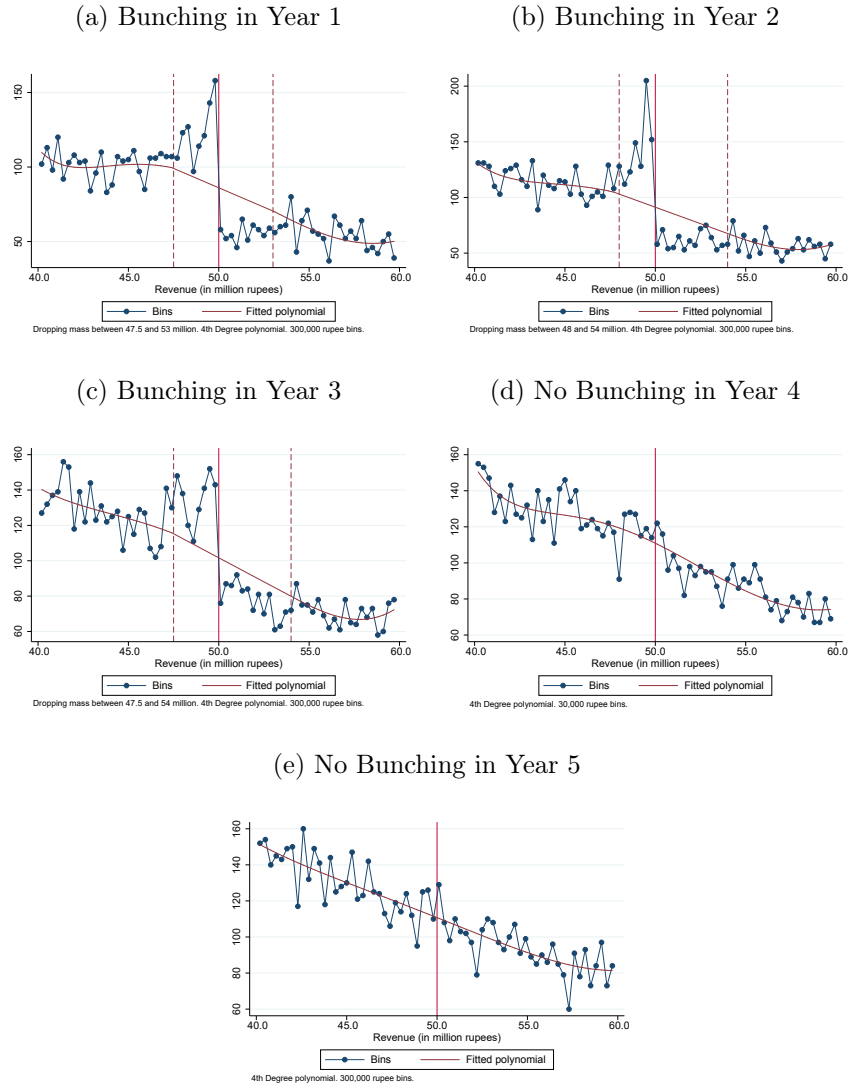 (a) Bunching in Year 1
150
100
50
40.0 45.0 50.0 55.0 60.0
Revenue (in million rupees)
Bins Fitted polynomial
Dropping mass between 47.5 and 53 million. 4th Degree polynomial. 300,000 rupee bins.
(b) Bunching in Year 2
200
150
100
50
40.0 45.0 50.0 55.0 60.0
Revenue (in million rupees)
Bins Fitted polynomial
Dropping mass between 48 and 54 million. 4th Degree polynomial. 300,000 rupee bins.
(c) Bunching in Year 3
160
140
120
100
80
60
40.0 45.0 50.0 55.0 60.0
Revenue (in million rupees)
Bins Fitted polynomial
Dropping mass between 47.5 and 54 million. 4th Degree polynomial. 300,000 rupee bins.
(d) No Bunching in Year 4
160
140
120
100
80
60
40.0 45.0 50.0 55.0 60.0
Revenue (in million rupees)
Bins Fitted polynomial
4th Degree polynomial. 30,000 rupee bins.
(e) No Bunching in Year 5
160
140
120
100
80
60
40.0 45.0 50.0 55.0 60.0
Revenue (in million rupees)
Bins Fitted polynomial
4th Degree polynomial. 300,000 rupee bins.